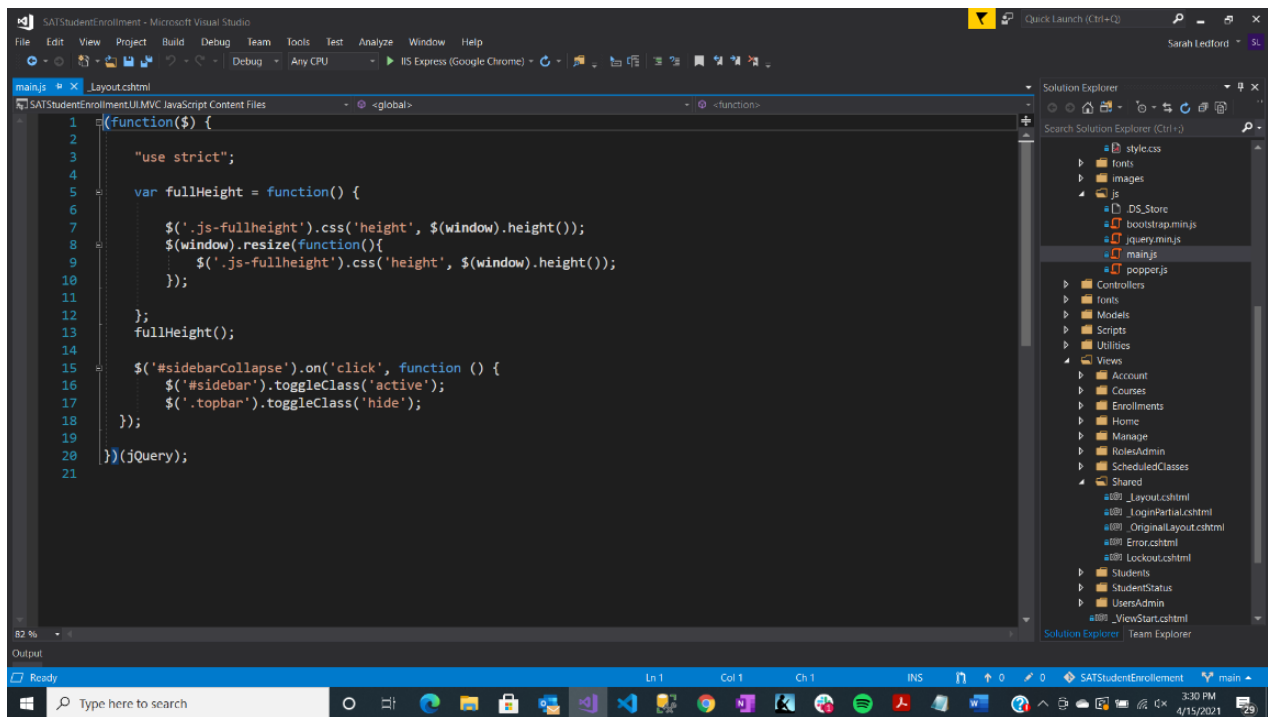 SATStudentEnrollment - Microsoft Visual Studio
Quick Launch (Ctrl+Q)
File Edit View Project Build Debug Team Tools Test Analyze Window Help
Sarah Ledford
SL
Debug Any CPU IIS Express (Google Chrome)
main.js _Layout.cshtml
SATStudentEnrollment.UI.MVC JavaScript Content Files <global> <function>
1 (function($) {
2
3 "use strict";
4
5 var fullHeight = function() {
6
7 $('.js-fullheight').css('height', $(window).height());
8 $(window).resize(function(){
9 $('.js-fullheight').css('height', $(window).height());
10 });
11
12 };
13 fullHeight();
14
15 $('#sidebarCollapse').on('click', function () {
16 $('#sidebar').toggleClass('active');
17 $('.topbar').toggleClass('hide');
18 });
19
20 })(jQuery);
21
82 %
Output
Solution Explorer
Search Solution Explorer (Ctrl+;)
style.css
fonts
images
js
.DS_Store
bootstrap.min.js
jquery.min.js
main.js
popper.js
Controllers
fonts
Models
Scripts
Utilities
Views
Account
Courses
Enrollments
Home
Manage
RolesAdmin
ScheduledClasses
Shared
_Layout.cshtml
_LoginPartial.cshtml
_OriginalLayout.cshtml
Error.cshtml
Lockout.cshtml
Students
StudentStatus
UsersAdmin
_ViewStart.cshtml
Solution Explorer Team Explorer
Ready Ln 1 Col 1 Ch 1 INS 0 0 SATStudentEnrollement main
Type here to search
3:30 PM
4/15/2021
29